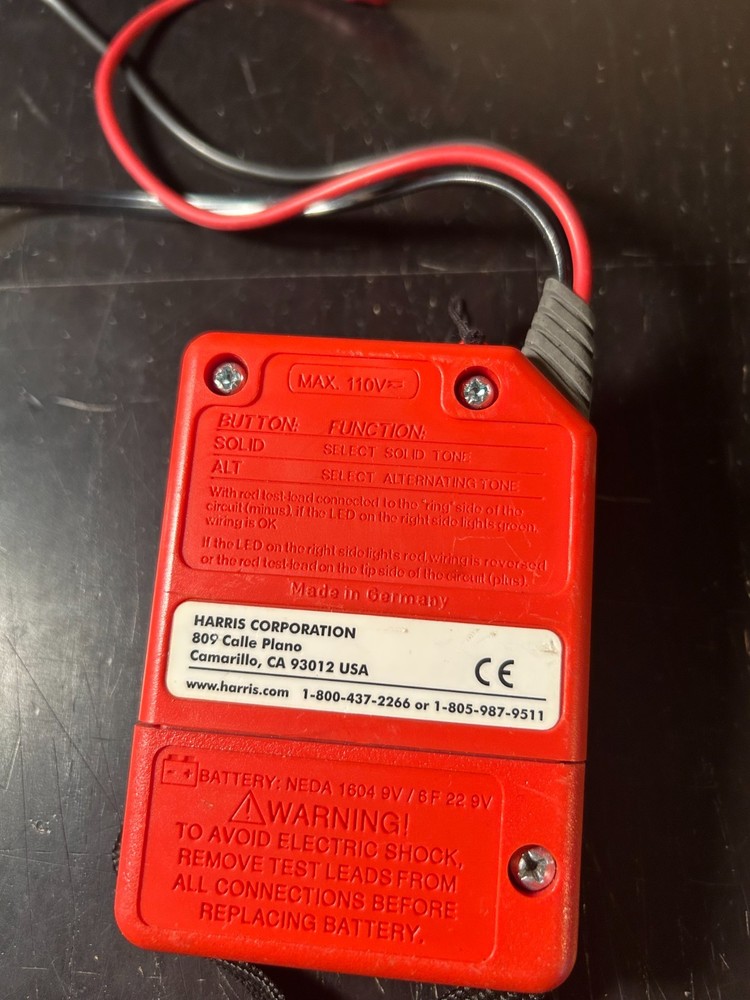 MAX. 110V≂
BUTTON: FUNCTION:
SOLID SELECT SOLID TONE
ALT SELECT ALTERNATING TONE
With red test-lead connected to the "ring" side of the
circuit (minus), if the LED on the right side lights green,
wiring is OK
If the LED on the right side lights red wiring is reversed
or the red test-lead on the tip side of the circuit (plus).
Made in Germany
HARRIS CORPORATION
809 Calle Plano
Camarillo, CA 93012 USA
CE
www.harris.com 1-800-437-2266 or 1-805-987-9511
BATTERY: NEDA 1604 9V / 6 F 22 9V
WARNING!
TO AVOID ELECTRIC SHOCK,
REMOVE TEST LEADS FROM
ALL CONNECTIONS BEFORE
REPLACING BATTERY.